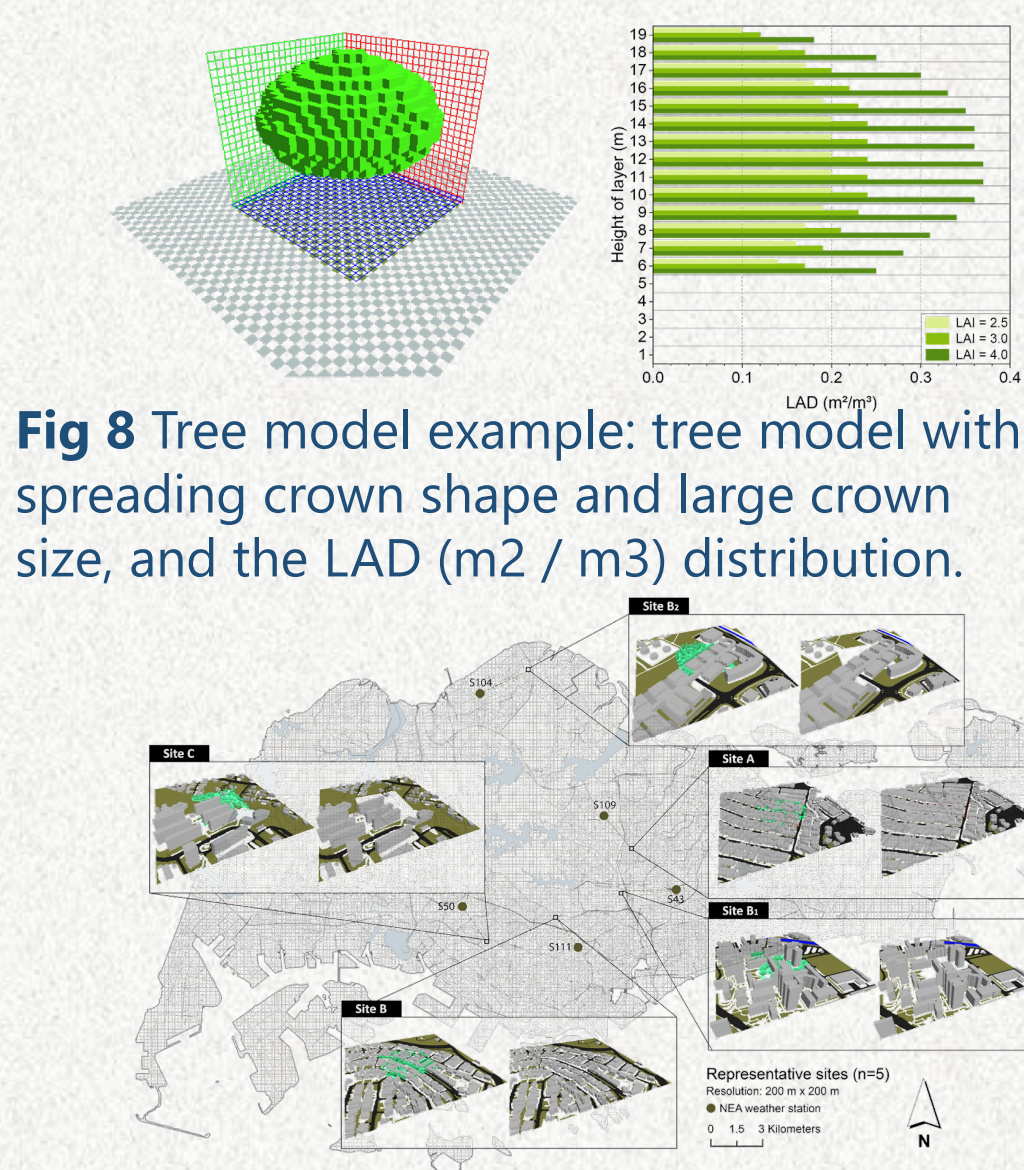 19
18
17
16
15
14
13
12
11
10
9
8
7
6
5
4
3
2
1
Height of layer (m)
LAI = 2.5
LAI = 3.0
LAI = 4.0
0.0 0.1 0.2 0.3 0.4
LAD (m²/m³)
Fig 8 Tree model example: tree model with
spreading crown shape and large crown
size, and the LAD (m2 / m3) distribution.
Site B2
S104
Site C
Site A
S109
S43
S50
Site B1
S111
Site B
Representative sites (n=5)
Resolution: 200 m x 200 m
NEA weather station
0 1.5 3 Kilometers
N